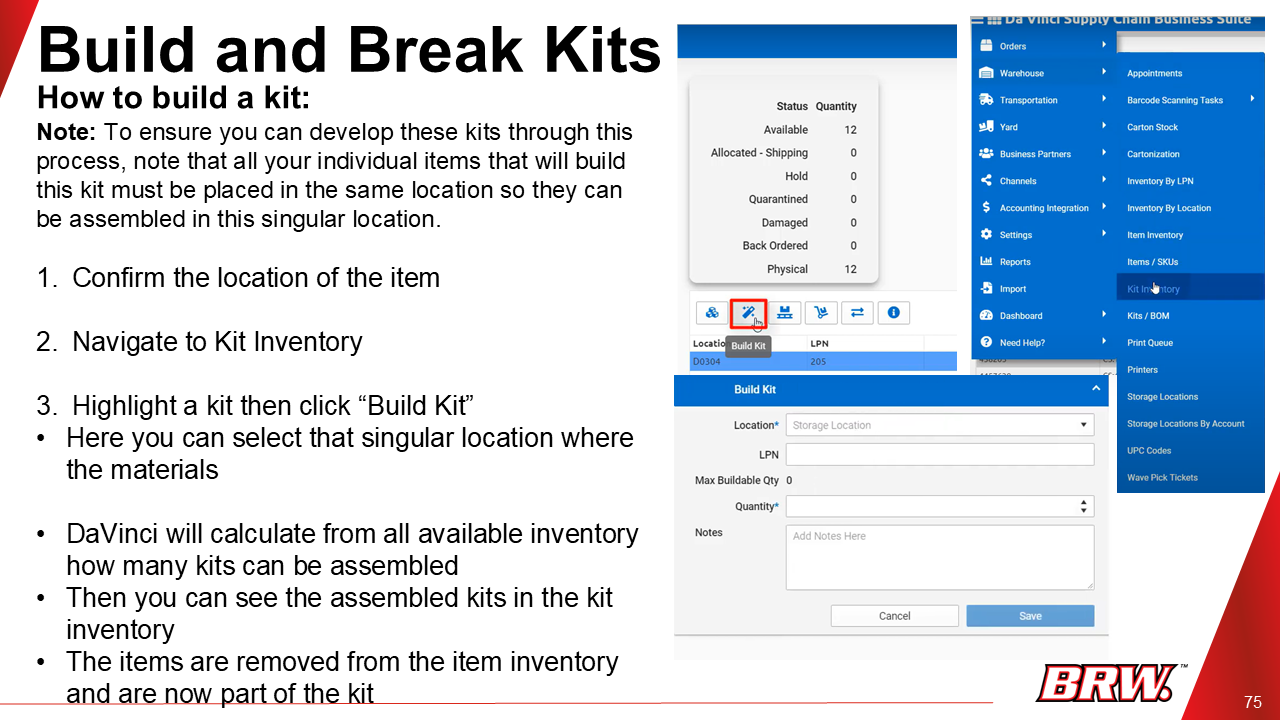 Build and Break Kits
How to build a kit:
Note: To ensure you can develop these kits through this
process, note that all your individual items that will build
this kit must be placed in the same location so they can
be assembled in this singular location.
1. Confirm the location of the item
2. Navigate to Kit Inventory
3. Highlight a kit then click “Build Kit”
• Here you can select that singular location where
the materials
• DaVinci will calculate from all available inventory
how many kits can be assembled
• Then you can see the assembled kits in the kit
inventory
• The items are removed from the item inventory
and are now part of the kit
Status Quantity
Available 12
Allocated - Shipping 0
Hold 0
Quarantined 0
Damaged 0
Back Ordered 0
Physical 12
Build Kit
Locatio LPN
D0304 205
Da Vinci Supply Chain Business Suite
Orders
Warehouse
Transportation
Yard
Business Partners
Channels
Accounting Integration
Settings
Reports
Import
Dashboard
Need Help?
Appointments
Barcode Scanning Tasks
Carton Stock
Cartonization
Inventory By LPN
Inventory By Location
Item Inventory
Items / SKUs
Kit Inventory
Kits / BOM
Print Queue
Printers
Storage Locations
Storage Locations By Account
UPC Codes
Wave Pick Tickets
Build Kit
Location* Storage Location
LPN
Max Buildable Qty 0
Quantity*
Notes Add Notes Here
Cancel Save
BRW.™
75